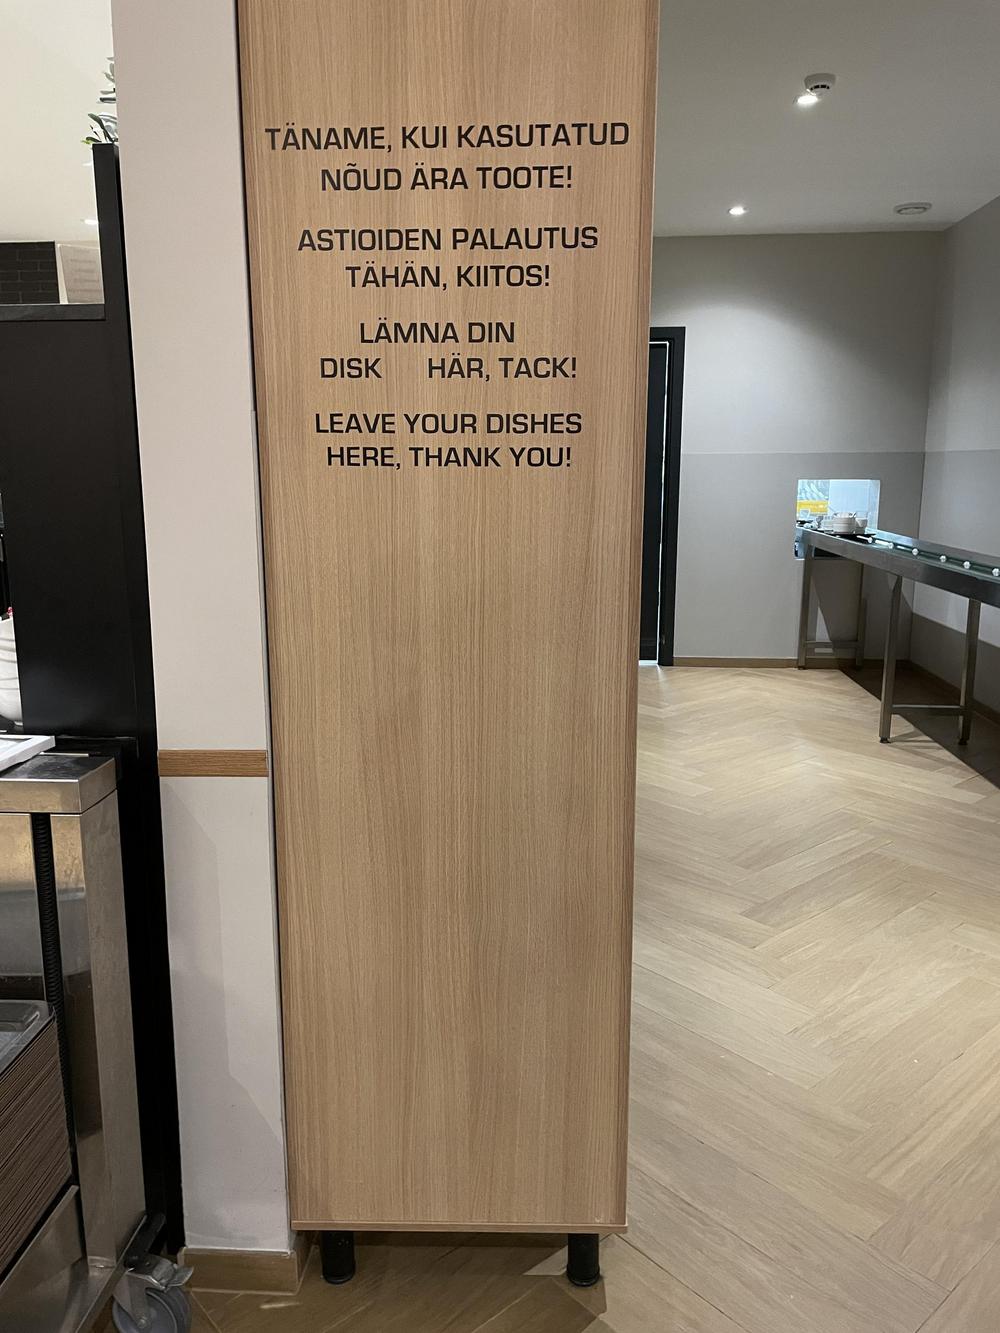 TÄNAME, KUI KASUTATUD
NÕUD ÄRA TOOTE!
ASTIOIDEN PALAUTUS
TÄHÄN, KIITOS!
LÄMNA DIN
DISK HÄR, TACK!
LEAVE YOUR DISHES
HERE, THANK YOU!